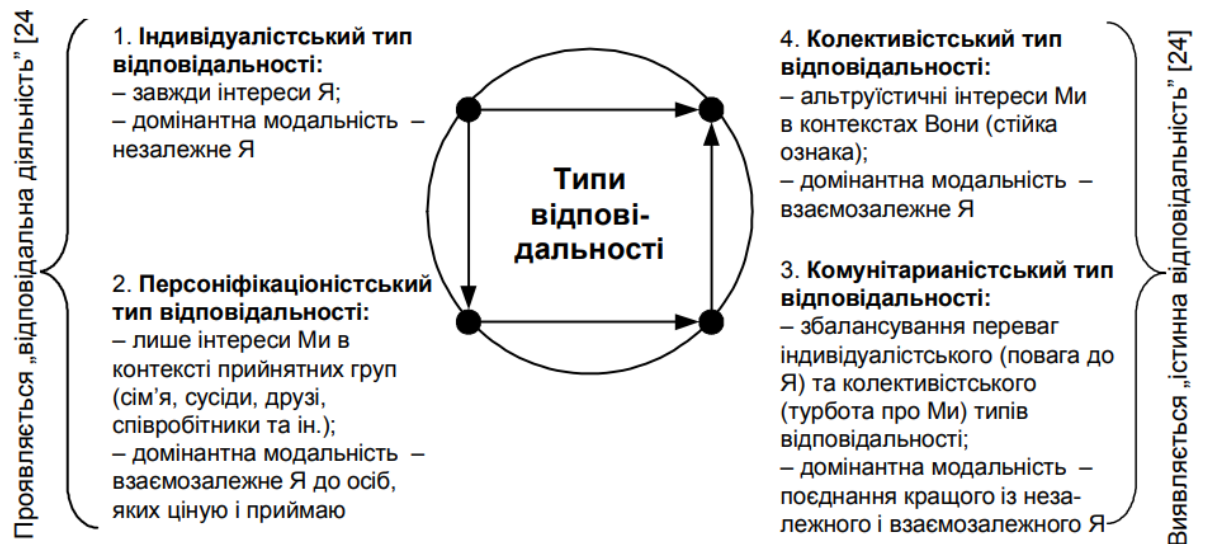 Проявляється „відповідальна діяльність” [24
1. Індивідуалістський тип
відповідальності:
– завжди інтереси Я;
– домінантна модальність –
незалежне Я
2. Персоніфікаціоністський
тип відповідальності:
– лише інтереси Ми в
контексті прийнятних груп
(сім’я, сусіди, друзі,
співробітники та ін.);
– домінантна модальність –
взаємозалежне Я до осіб,
яких ціную і приймаю
Типи
відпові-
дальності
4. Колективістський тип
відповідальності:
– альтруїстичні інтереси Ми
в контекстах Вони (стійка
ознака);
– домінантна модальність –
взаємозалежне Я
3. Комунітарианістський тип
відповідальності:
– збалансування переваг
індивідуалістського (повага до
Я) та колективістського
(турбота про Ми) типів
відповідальності;
– домінантна модальність –
поєднання кращого із неза-
лежного і взаємозалежного Я
Виявляється „істинна відповідальність” [24]